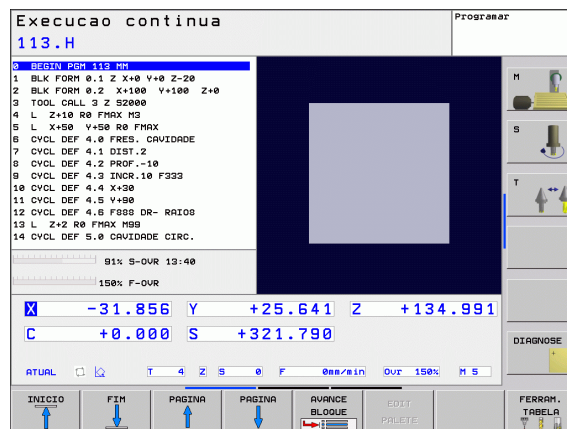 Execucao continua
Programar
113.H
0 BEGIN PGM 113 MM
1 BLK FORM 0.1 Z X+0 Y+0 Z-20
2 BLK FORM 0.2 X+100 Y+100 Z+0
3 TOOL CALL 3 Z S2000
4 L Z+10 R0 FMAX M3
5 L X+50 Y+50 R0 FMAX
6 CYCL DEF 4.0 FRES. CAVIDADE
7 CYCL DEF 4.1 DIST.2
8 CYCL DEF 4.2 PROF.-10
9 CYCL DEF 4.3 INCR.10 F333
10 CYCL DEF 4.4 X+30
11 CYCL DEF 4.5 Y+90
12 CYCL DEF 4.6 F888 DR- RAIO8
13 L Z+2 R0 FMAX M99
14 CYCL DEF 5.0 CAVIDADE CIRC.
M
S
T
91% S-OVR 13:40
150% F-OVR
X -31.856 Y +25.641 Z +134.991
C +0.000 S +321.790
DIAGNOSE
ATUAL T 4 Z S 0 F 0mm/min Ovr 150% M 5
INICIO FIM PAGINA PAGINA AVANCE BLOQUE EDIT PALETE FERRAM. TABELA